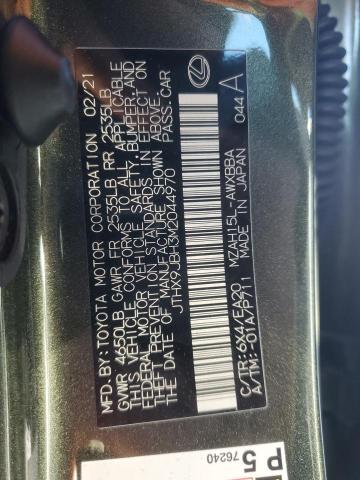 MFD. BY: TOYOTA MOTOR CORPORATION 02/21
GVWR 4650LB GAWR FR 2535LB RR 2535LB
THIS VEHICLE CONFORMS TO ALL APPLICABLE
FEDERAL MOTOR VEHICLE SAFETY, BUMPER, AND
THEFT PREVENTION STANDARDS IN EFFECT ON
THE DATE OF MANUFACTURE SHOWN ABOVE.
JTHX9JBH3M2044970 PASS.CAR
C/TR: 6X4/EA20 MZAH15L-AWXBBA
A/TM: -01A/P711 MADE IN JAPAN
044 A
76240
P 5